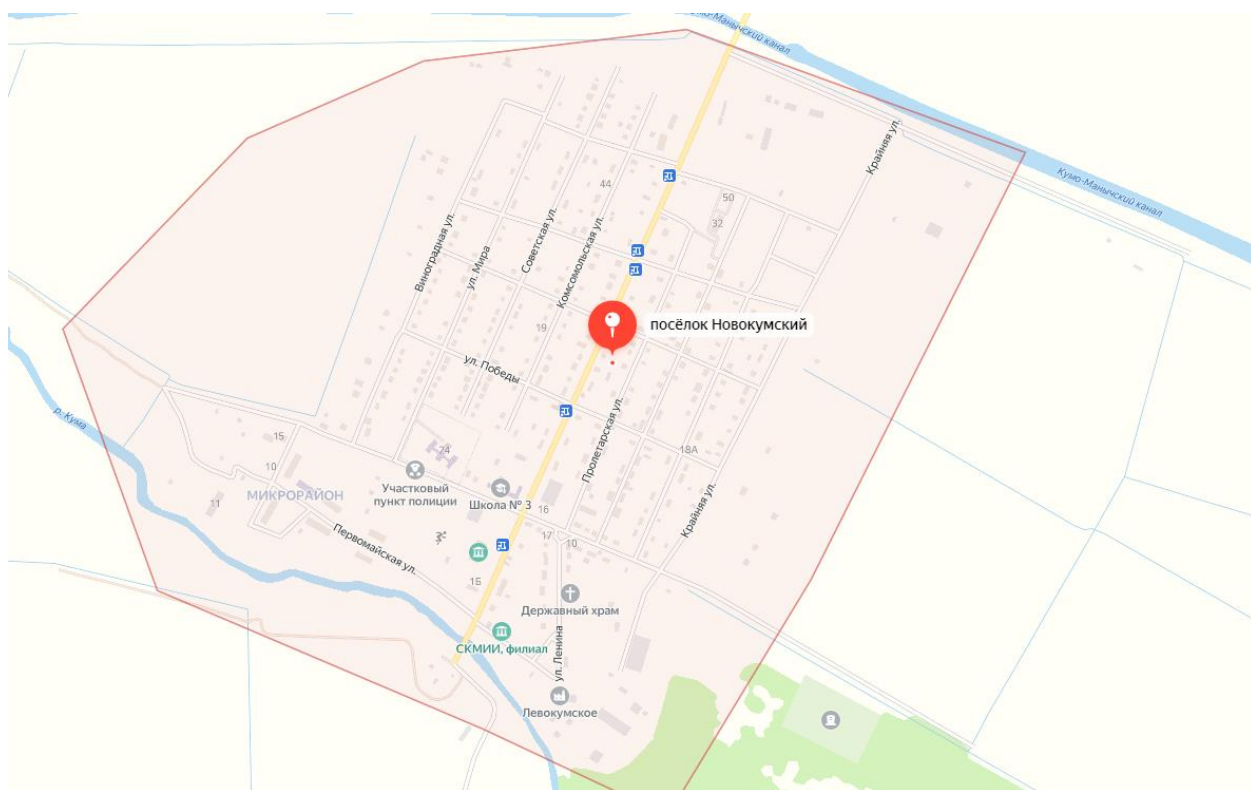 Кумо-Манычский канал
Крайняя ул.
Кумо-Манычский канал
44
50
32
Виноградная ул.
ул. Мира
Советская ул.
Комсомольская ул.
19
посёлок Новокумский
ул. Победы
р. Кума
Пролетарская ул.
15
24
18А
10
МИКРОРАЙОН
11
Участковый
пункт полиции
Школа № 3
16
Крайняя ул.
17
10
Первомайская ул.
1Б
Державный храм
СКМИИ, филиал
ул. Ленина
Левокумское